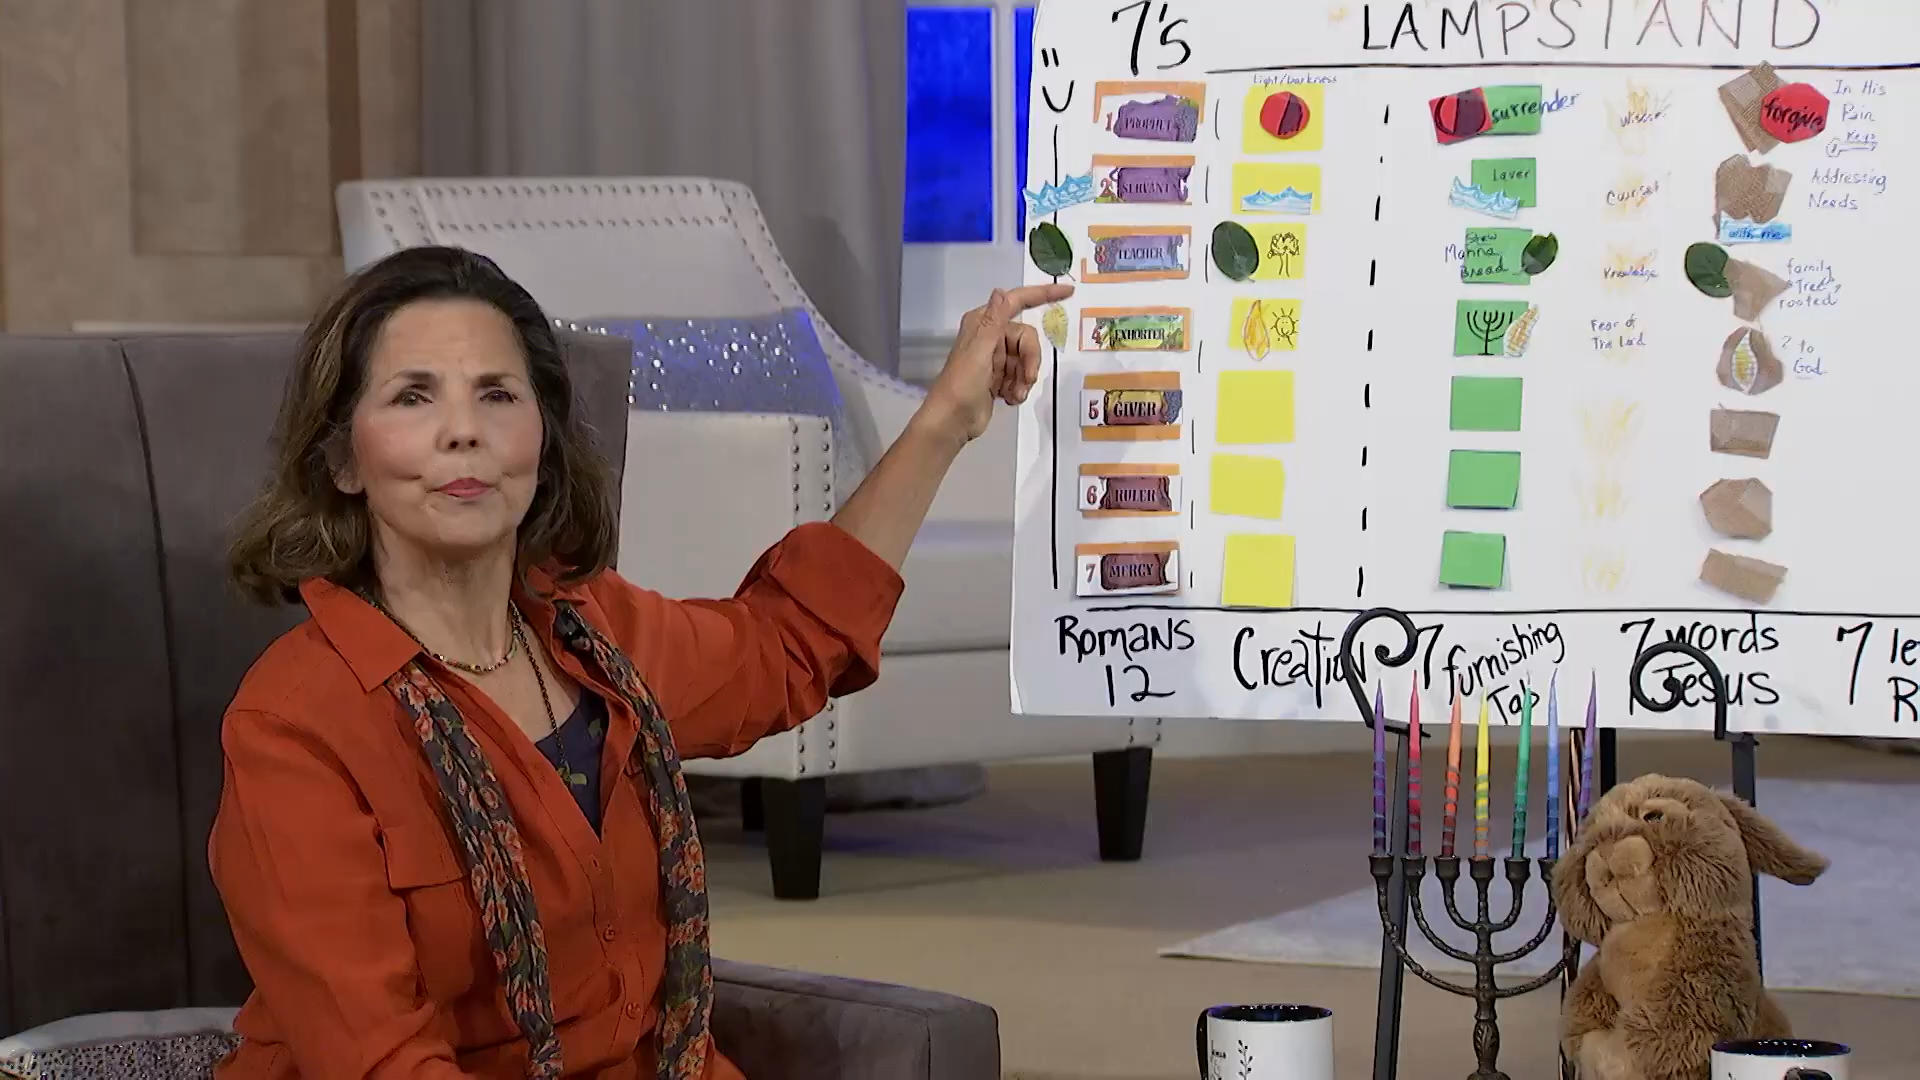 7's LAMPSTAND
Light/Darkness
1 PROPHET
surrender
Wisdom
forgive
In His
Pain
Keys
2 SERVANT
Laver
Counsel
Addressing
Needs
with me
3 TEACHER
Stew
Manna
Bread
Knowledge
family
"Tree"
rooted
4 EXHORTER
Fear of
The Lord
? to
God
5 GIVER
6 RULER
7 MERCY
Romans
12
Creation
7 furnishing
Tab
7 words
Jesus
7 le
R